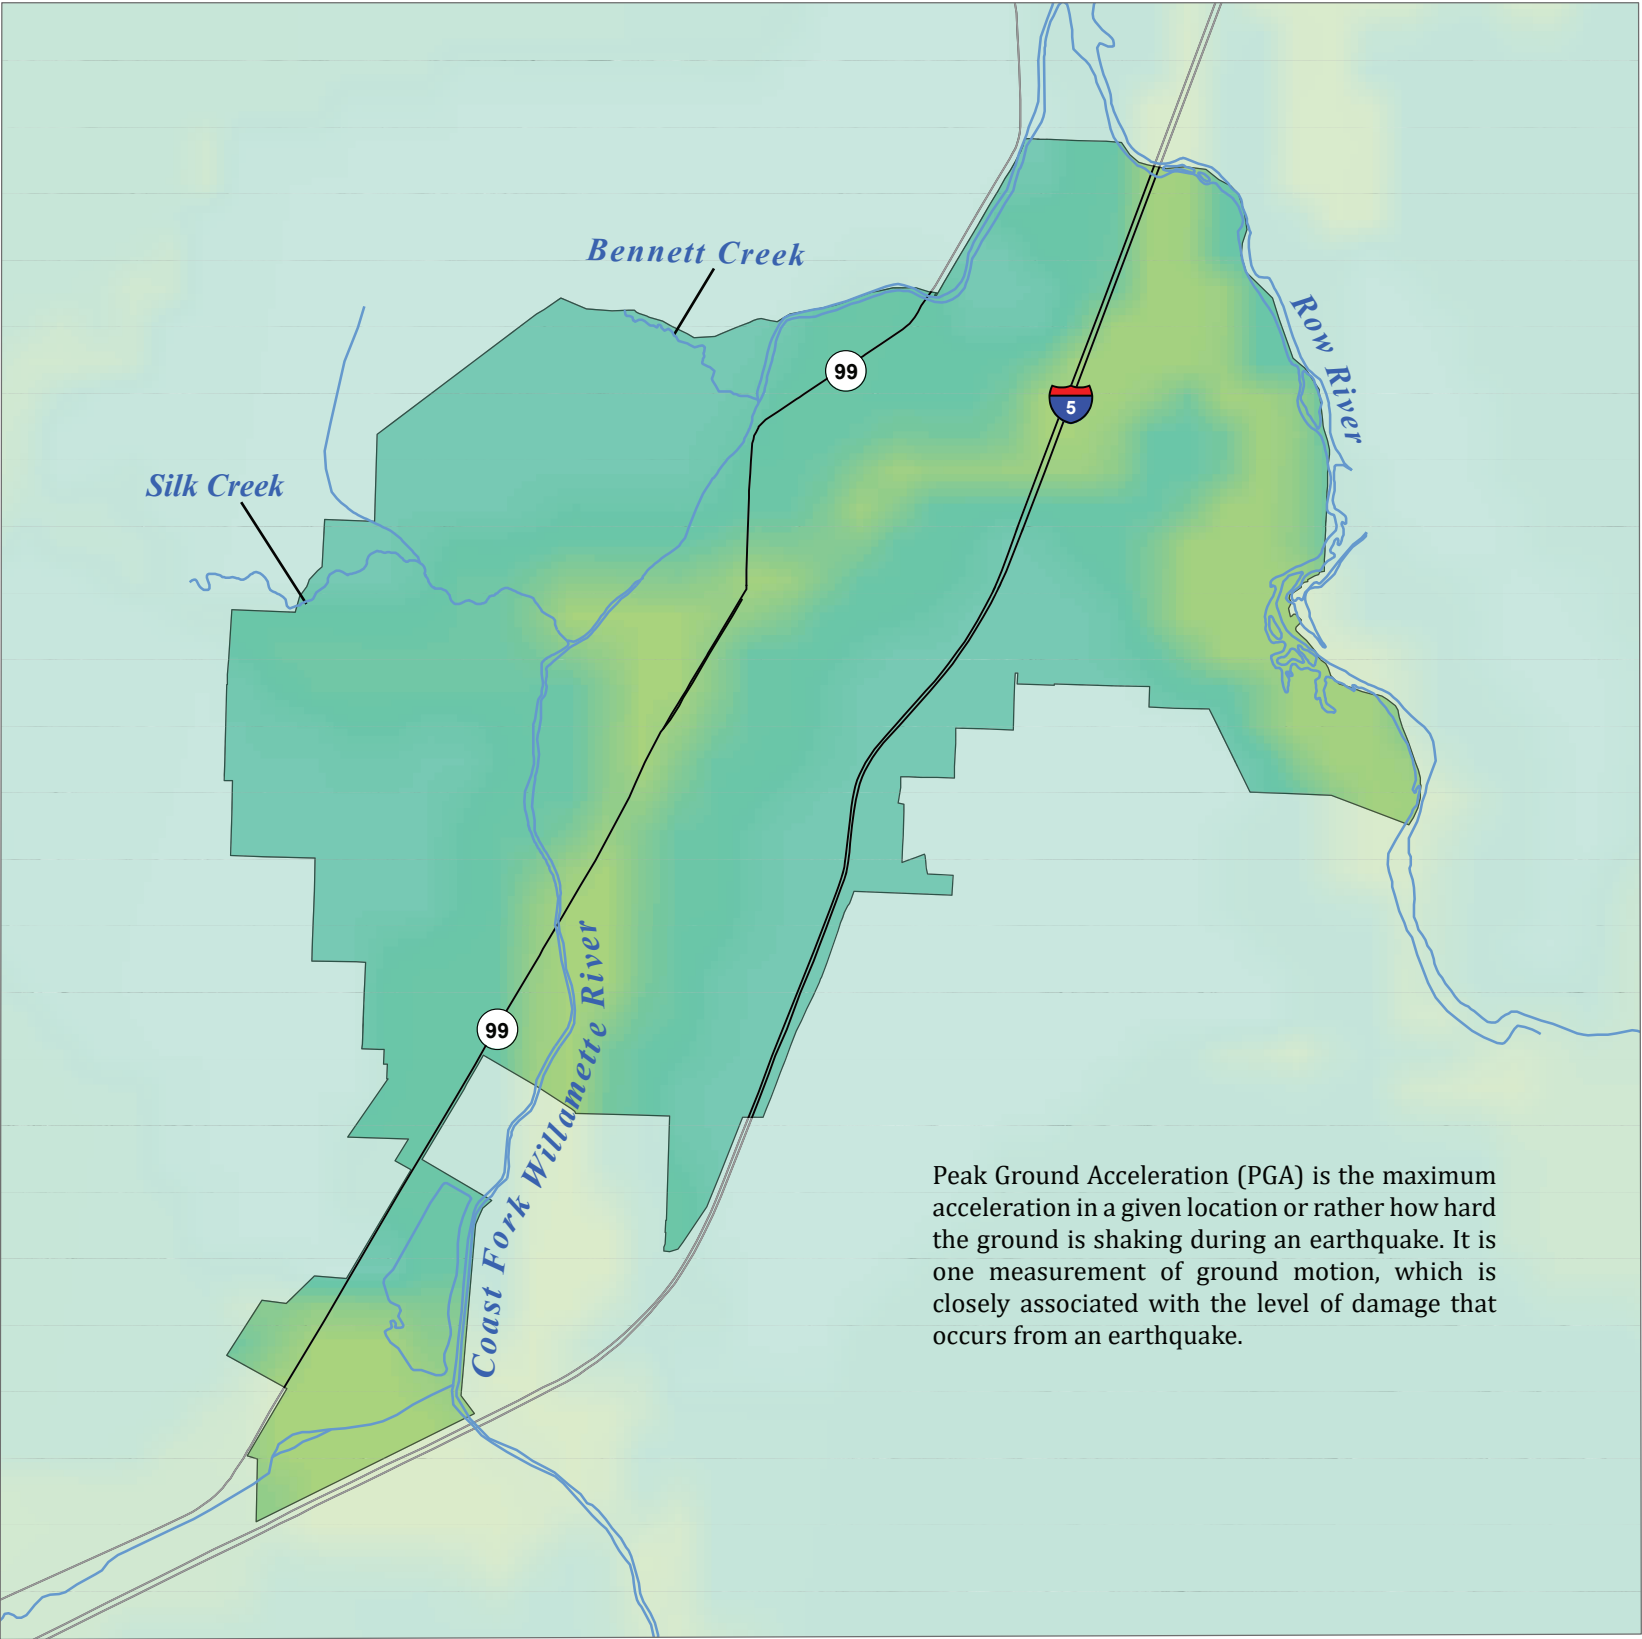 Bennett Creek
Row River
99
5
Silk Creek
99
Coast Fork Willamette River
Peak Ground Acceleration (PGA) is the maximum
acceleration in a given location or rather how hard
the ground is shaking during an earthquake. It is
one measurement of ground motion, which is
closely associated with the level of damage that
occurs from an earthquake.